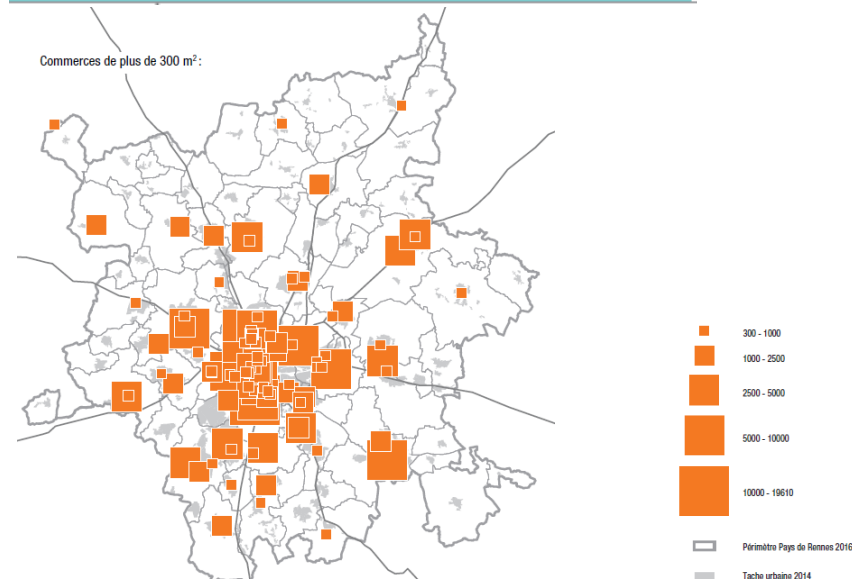 Commerces de plus de 300 m² :
300 - 1000
1000 - 2500
2500 - 5000
5000 - 10000
10000 - 19610
Périmètre Pays de Rennes 2016
Tache urbaine 2014